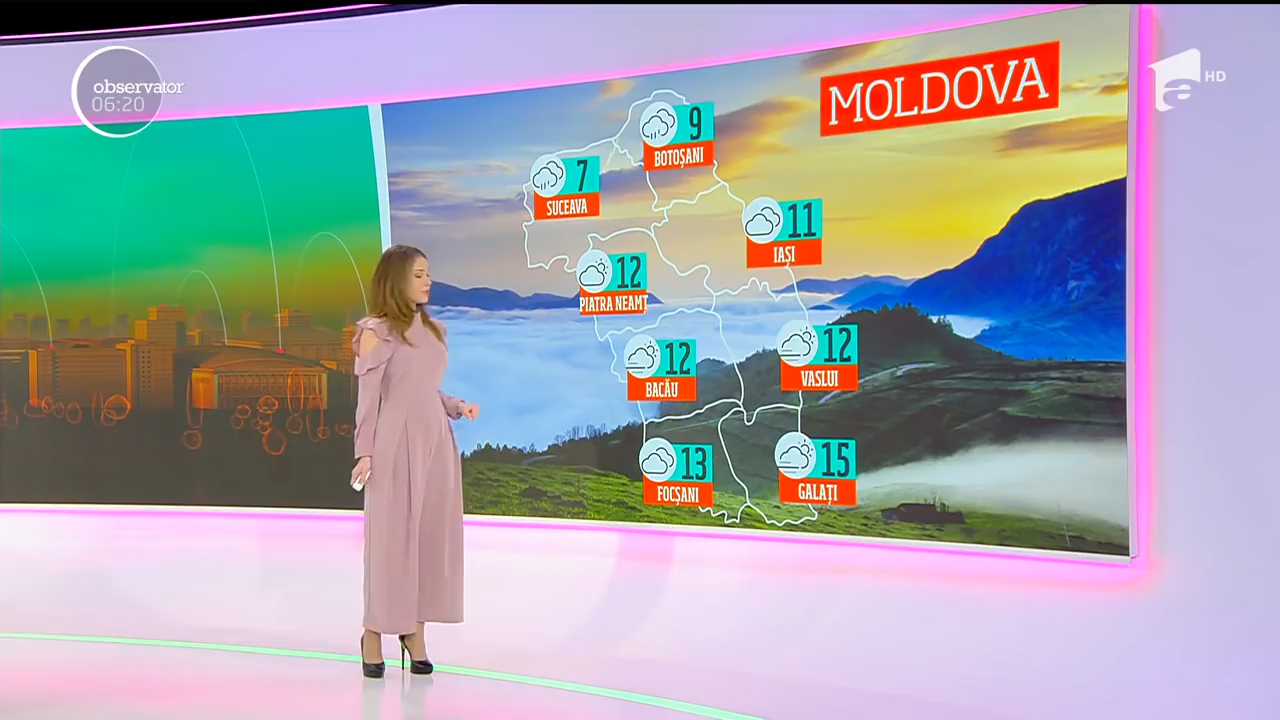 observator
06:20
MOLDOVA
a HD
9
BOTOȘANI
7
SUCEAVA
11
IAȘI
12
PIATRA NEAMȚ
12
BACĂU
12
VASLUI
13
FOCȘANI
15
GALAȚI